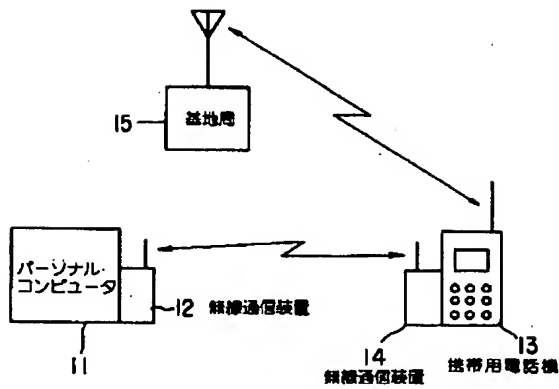 15
基地局
パーソナル・
コンピュータ
12 無線通信装置
11
14
無線通信装置
13
携帯用電話機